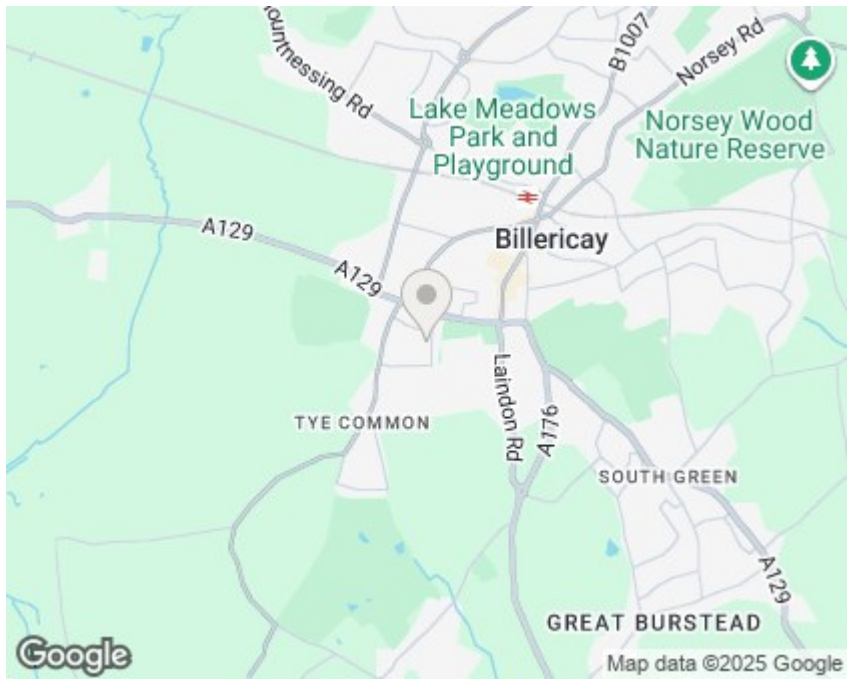 ountnessing Rd
B1007
Norsey Rd
Lake Meadows
Park and
Playground
Norsey Wood
Nature Reserve
A129
Billericay
A129
Laindon Rd
A176
TYE COMMON
SOUTH GREEN
A129
GREAT BURSTEAD
Google
Map data ©2025 Google